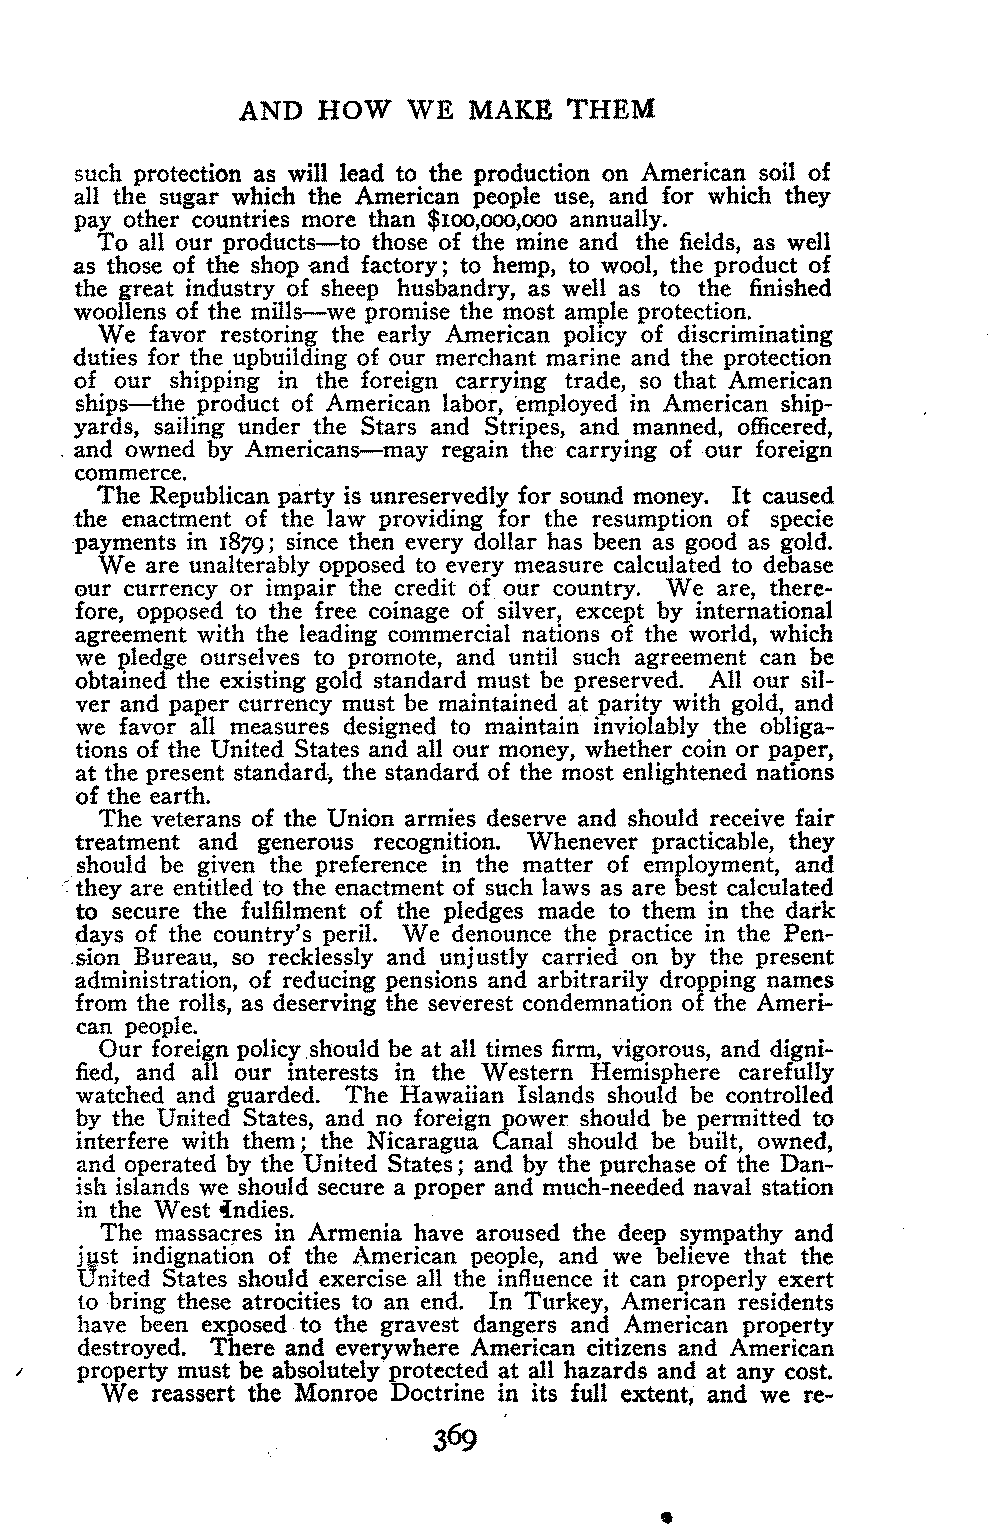 AND HOW WE MAKE THEM
such protection as will lead to the production on American soil of
all the sugar which the American people use, and for which they
pay other countries more than $100,000,000 annually.
To all our products—to those of the mine and the fields, as well
as those of the shop and factory; to hemp, to wool, the product of
the great industry of sheep husbandry, as well as to the finished
woollens of the mills—we promise the most ample protection.
We favor restoring the early American policy of discriminating
duties for the upbuilding of our merchant marine and the protection
of our shipping in the foreign carrying trade, so that American
ships—the product of American labor, employed in American ship-
yards, sailing under the Stars and Stripes, and manned, officered,
and owned by Americans—may regain the carrying of our foreign
commerce.
The Republican party is unreservedly for sound money. It caused
the enactment of the law providing for the resumption of specie
payments in 1879; since then every dollar has been as good as gold.
We are unalterably opposed to every measure calculated to debase
our currency or impair the credit of our country. We are, there-
fore, opposed to the free coinage of silver, except by international
agreement with the leading commercial nations of the world, which
we pledge ourselves to promote, and until such agreement can be
obtained the existing gold standard must be preserved. All our sil-
ver and paper currency must be maintained at parity with gold, and
we favor all measures designed to maintain inviolably the obliga-
tions of the United States and all our money, whether coin or paper,
at the present standard, the standard of the most enlightened nations
of the earth.
The veterans of the Union armies deserve and should receive fair
treatment and generous recognition. Whenever practicable, they
should be given the preference in the matter of employment, and
they are entitled to the enactment of such laws as are best calculated
to secure the fulfilment of the pledges made to them in the dark
days of the country's peril. We denounce the practice in the Pen-
sion Bureau, so recklessly and unjustly carried on by the present
administration, of reducing pensions and arbitrarily dropping names
from the rolls, as deserving the severest condemnation of the Ameri-
can people.
Our foreign policy should be at all times firm, vigorous, and digni-
fied, and all our interests in the Western Hemisphere carefully
watched and guarded. The Hawaiian Islands should be controlled
by the United States, and no foreign power should be permitted to
interfere with them; the Nicaragua Canal should be built, owned,
and operated by the United States; and by the purchase of the Dan-
ish islands we should secure a proper and much-needed naval station
in the West Indies.
The massacres in Armenia have aroused the deep sympathy and
just indignation of the American people, and we believe that the
United States should exercise all the influence it can properly exert
to bring these atrocities to an end. In Turkey, American residents
have been exposed to the gravest dangers and American property
destroyed. There and everywhere American citizens and American
property must be absolutely protected at all hazards and at any cost.
We reassert the Monroe Doctrine in its full extent, and we re-
369